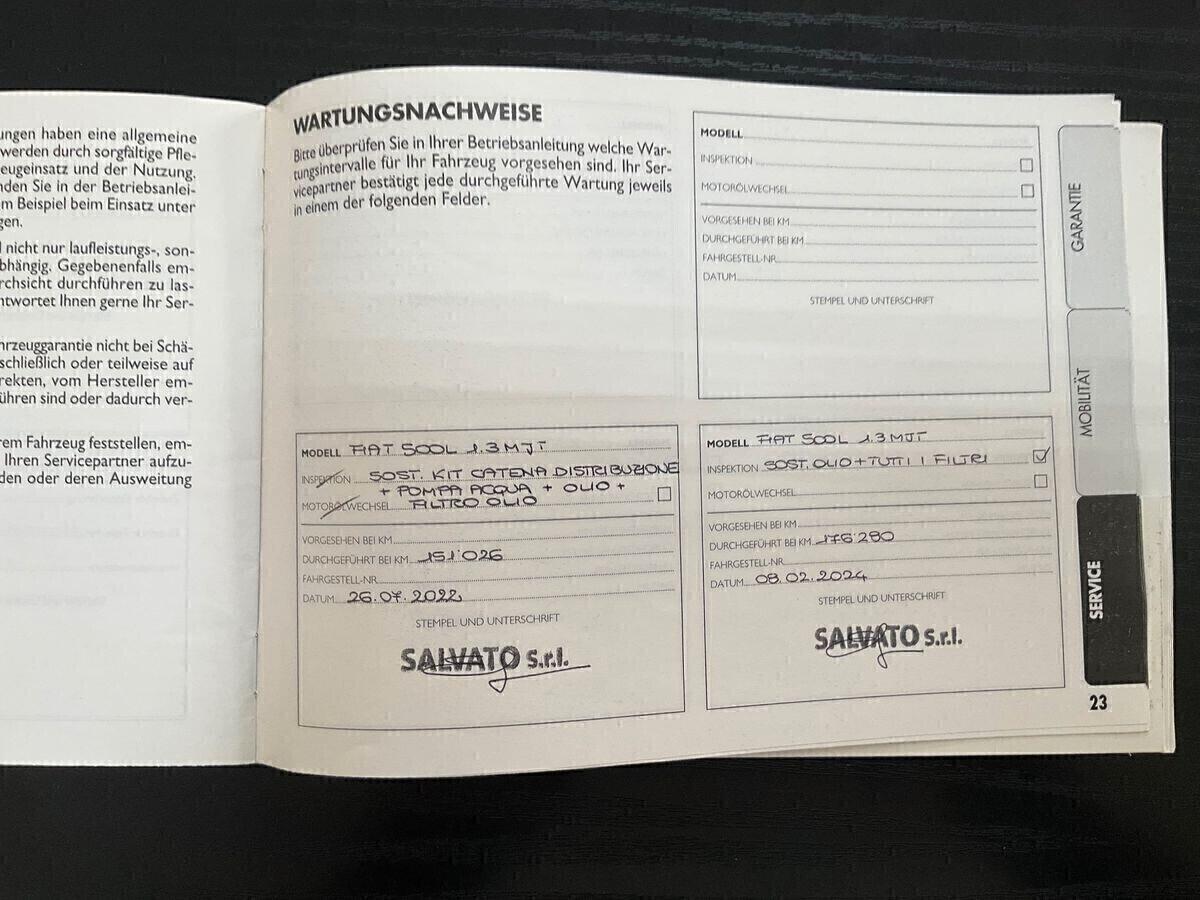 ungen haben eine allgemeine
werden durch sorgfältige Pfle-
eugeinsatz und der Nutzung.
nden Sie in der Betriebsanlei-
m Beispiel beim Einsatz unter
gen.
l nicht nur laufleistungs-, son-
bhängig. Gegebenenfalls em-
rchsicht durchführen zu las-
ntwortet Ihnen gerne Ihr Ser-
hrzeuggarantie nicht bei Schä-
schließlich oder teilweise auf
rekten, vom Hersteller em-
ühren sind oder dadurch ver-
rem Fahrzeug feststellen, em-
Ihren Servicepartner aufzu-
den oder deren Ausweitung
WARTUNGSNACHWEISE
Bitte überprüfen Sie in Ihrer Betriebsanleitung welche War-
tungsintervalle für Ihr Fahrzeug vorgesehen sind. Ihr Ser-
vicepartner bestätigt jede durchgeführte Wartung jeweils
in einem der folgenden Felder.
MODELL
INSPEKTION
MOTORÖLWECHSEL
VORGESEHEN BEI KM
DURCHGEFÜHRT BEI KM
FAHRGESTELL-NR.
DATUM
STEMPEL UND UNTERSCHRIFT
MODELL FIAT 500L 1.3 MJT
INSPEKTION SOST. KIT CATENA DISTRIBUZIONE
+ POMPA ACQUA + OLIO +
MOTORÖLWECHSEL FILTRO OLIO
VORGESEHEN BEI KM
DURCHGEFÜHRT BEI KM 151'026
FAHRGESTELL-NR.
DATUM 26.07.2022
STEMPEL UND UNTERSCHRIFT
SALVATO S.r.l.
MODELL FIAT 500L 1.3 MJT
INSPEKTION SOST. OLIO + TUTTI I FILTRI
MOTORÖLWECHSEL
VORGESEHEN BEI KM
DURCHGEFÜHRT BEI KM 176'280
FAHRGESTELL-NR.
DATUM 08.02.2024
STEMPEL UND UNTERSCHRIFT
SALVATO S.r.l.
GARANTIE
MOBILITÄT
SERVICE
23